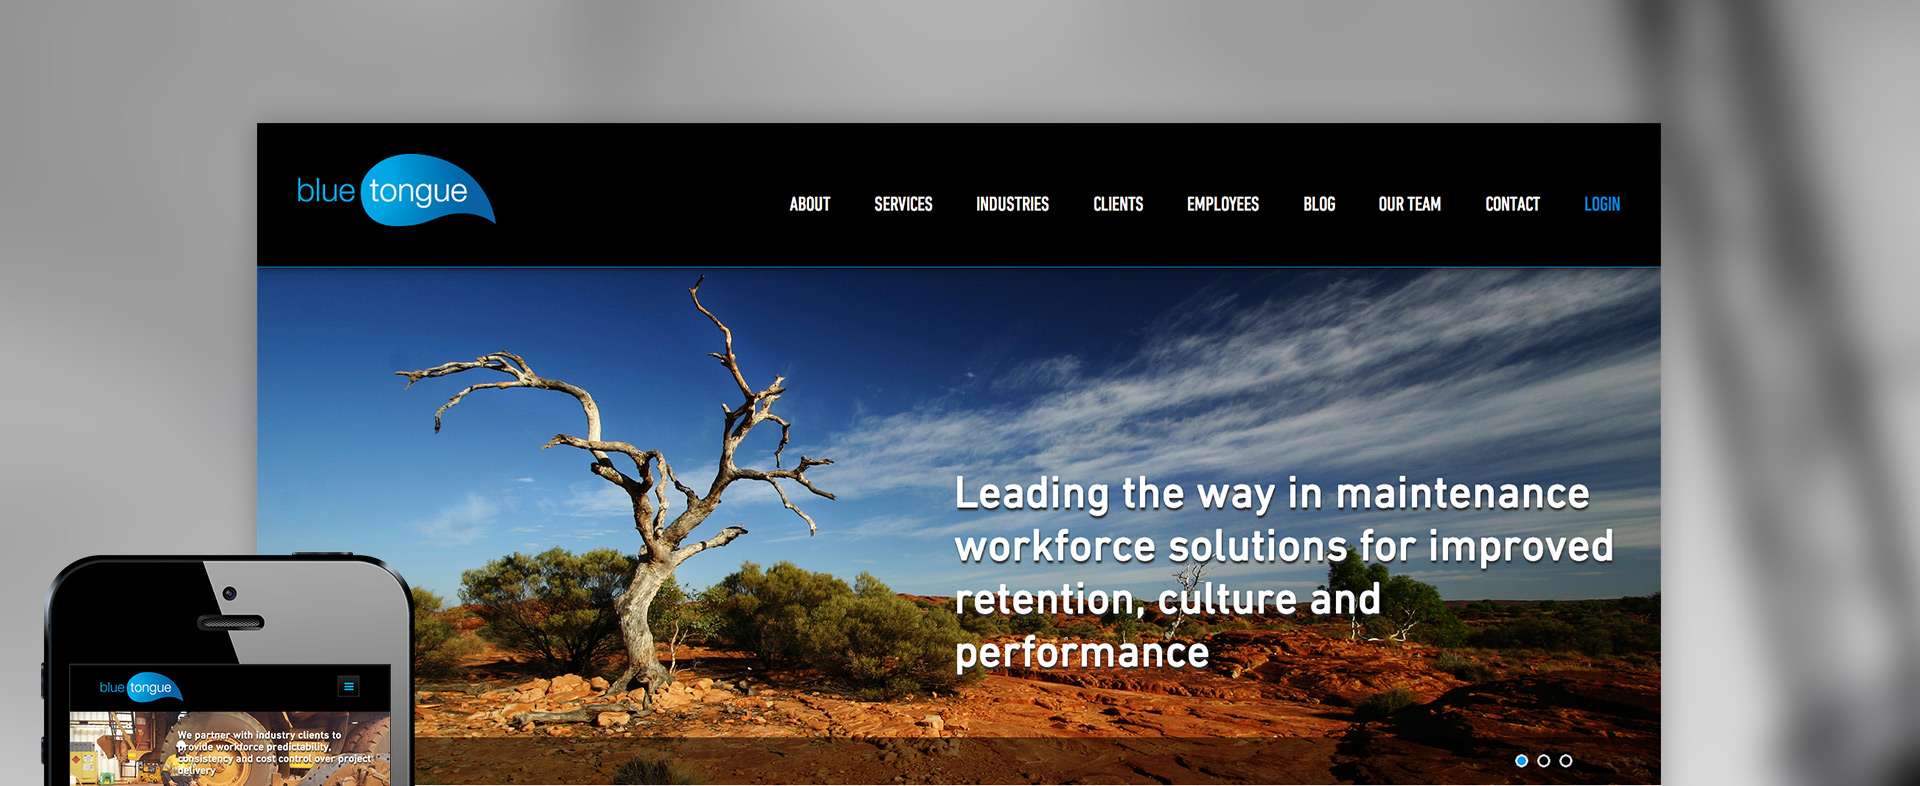 blue tongue
ABOUT SERVICES INDUSTRIES CLIENTS EMPLOYEES BLOG OUR TEAM CONTACT LOGIN
Leading the way in maintenance
workforce solutions for improved
retention, culture and
performance
blue tongue
We partner with industry clients to
provide workforce predictability,
consistency and cost control over project
delivery